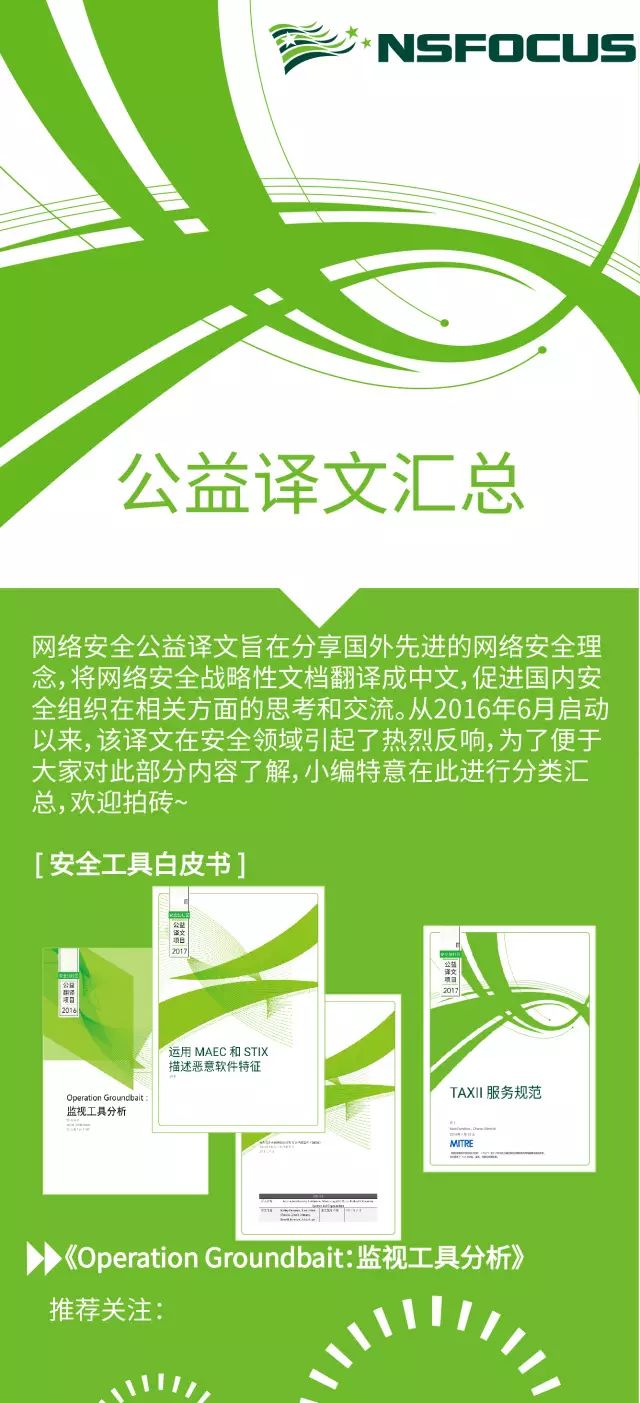 NSFOCUS
公益译文汇总
网络安全公益译文旨在分享国外先进的网络安全理
念，将网络安全战略性文档翻译成中文，促进国内安
全组织在相关方面的思考和交流。从2016年6月启动
以来，该译文在安全领域引起了热烈反响，为了便于
大家对此部分内容了解，小编特意在此进行分类汇
总，欢迎拍砖~
[ 安全工具白皮书 ]
公益
翻译
项目
2016
Operation Groundbait :
监视工具分析
公益
译文
项目
2017
运用 MAEC 和 STIX
描述恶意软件特征
公益
译文
项目
2017
TAXII 服务规范
MITRE
《Operation Groundbait：监视工具分析》
推荐关注：